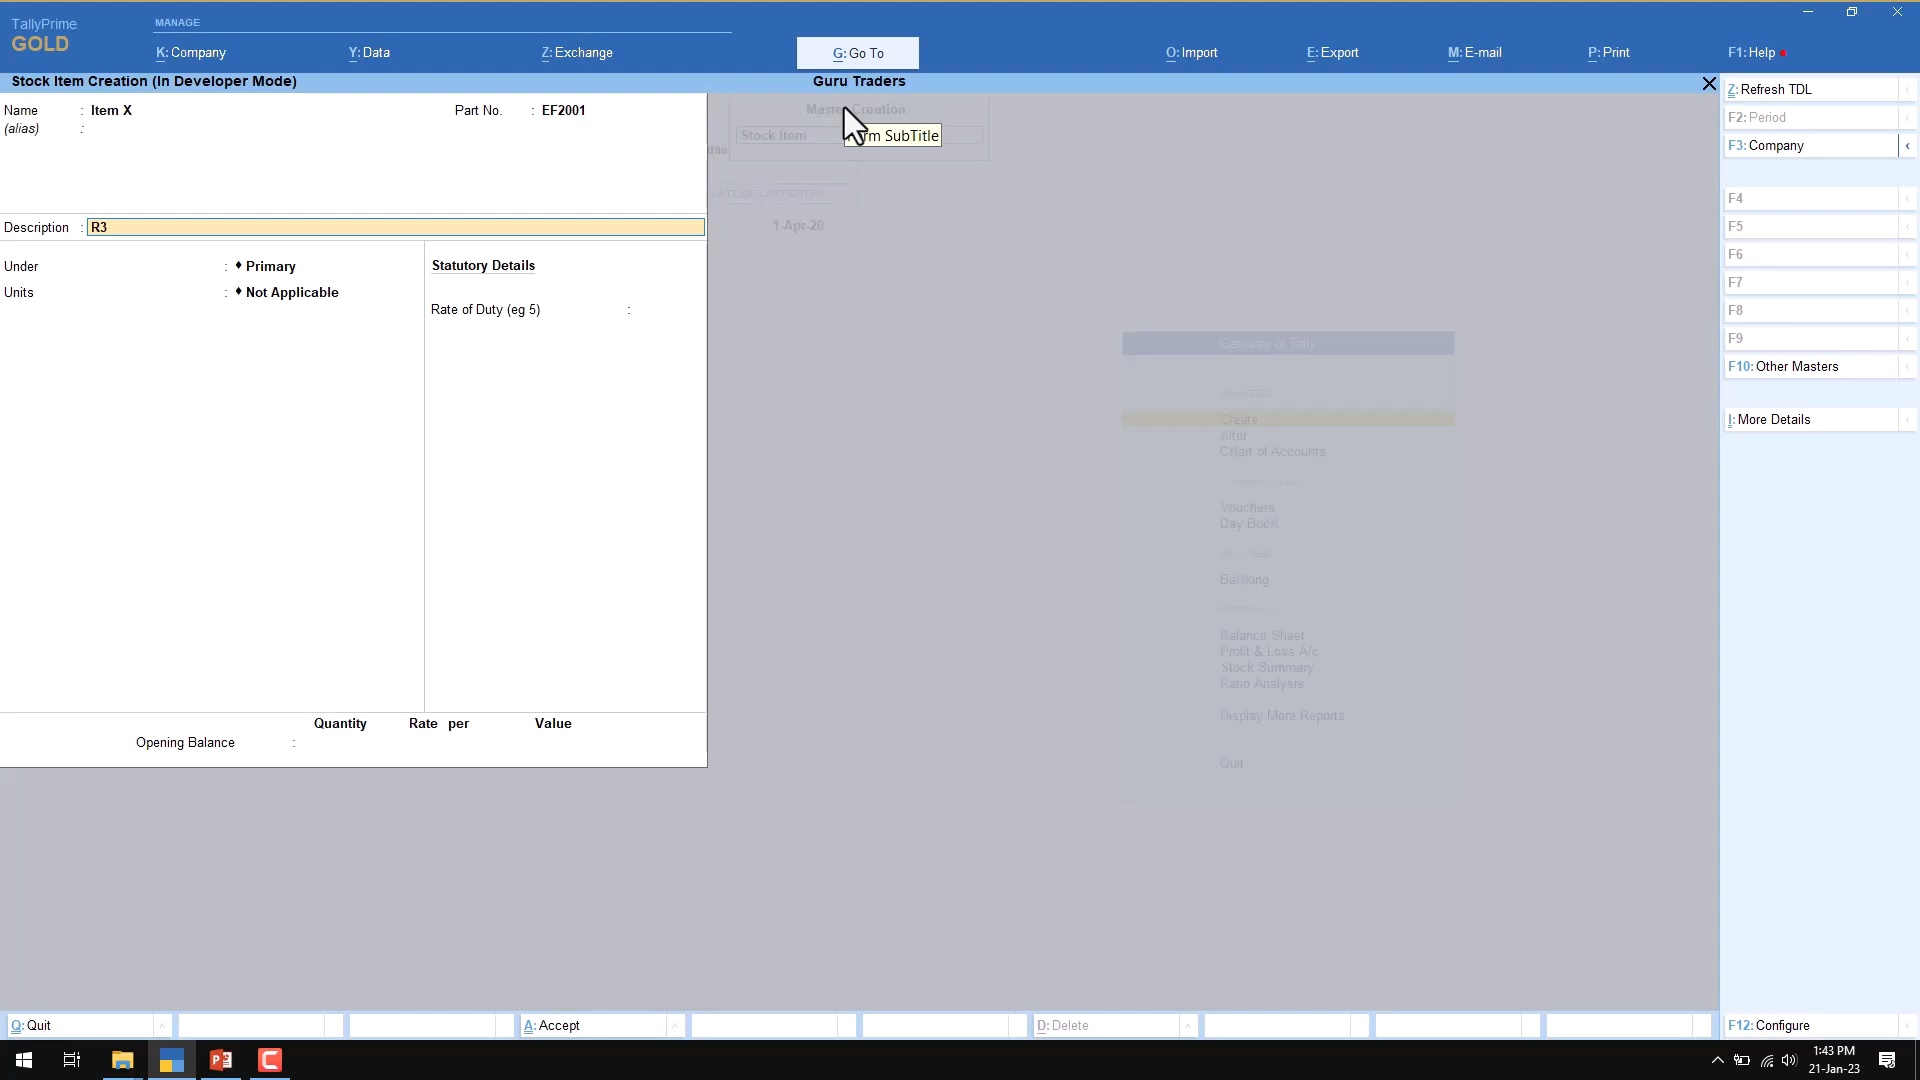 TallyPrime
GOLD
MANAGE
K: Company
Y: Data
Z: Exchange
G: Go To
O: Import
E: Export
M: E-mail
P: Print
F1: Help
Stock Item Creation (In Developer Mode)
Guru Traders
Name : Item X
Part No. : EF2001
(alias) :
Description : R3
Under : ♦ Primary
Units : ♦ Not Applicable
Statutory Details
Rate of Duty (eg 5) :
Quantity Rate per Value
Opening Balance :
Creation
SubTitle
Stock Item
1-Apr-20
Gateway of Tally
Create
Alter
Chart of Accounts
Vouchers
Day Book
Banking
Balance Sheet
Profit & Loss A/c
Stock Summary
Ratio Analysis
Display More Reports
Quit
Z: Refresh TDL
F2: Period
F3: Company
F4
F5
F6
F7
F8
F9
F10: Other Masters
I: More Details
Q: Quit
A: Accept
D: Delete
F12: Configure
1:43 PM
21-Jan-23